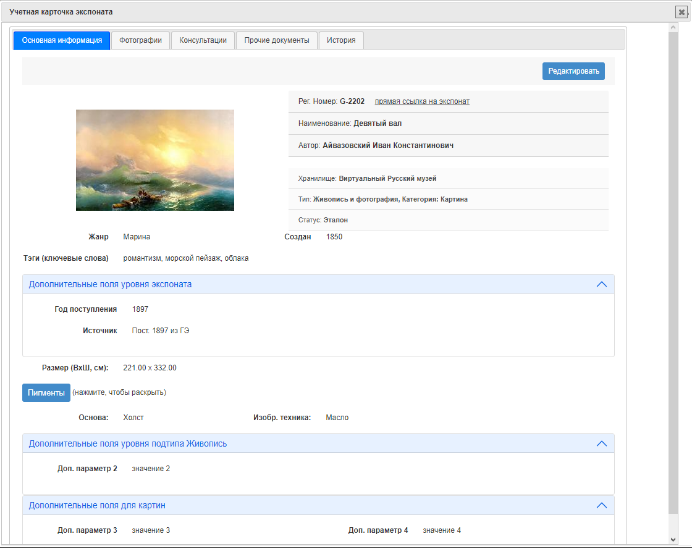 Учетная карточка экспоната
Основная информация Фотографии Консультации Прочие документы История
Редактировать
Рег. Номер: G-2202 прямая ссылка на экспонат
Наименование: Девятый вал
Автор: Айвазовский Иван Константинович
Хранилище: Виртуальный Русский музей
Тип: Живопись и фотография, Категория: Картина
Статус: Эталон
Жанр Марина Создан 1850
Тэги (ключевые слова) романтизм, морской пейзаж, облака
Дополнительные поля уровня экспоната
Год поступления 1897
Источник Пост. 1897 из ГЭ
Размер (ВхШ, см): 221.00 x 332.00
Пигменты (нажмите, чтобы раскрыть)
Основа: Холст Изобр. техника: Масло
Дополнительные поля уровня подтипа Живопись
Доп. параметр 2 значение 2
Дополнительные поля для картин
Доп. параметр 3 значение 3 Доп. параметр 4 значение 4